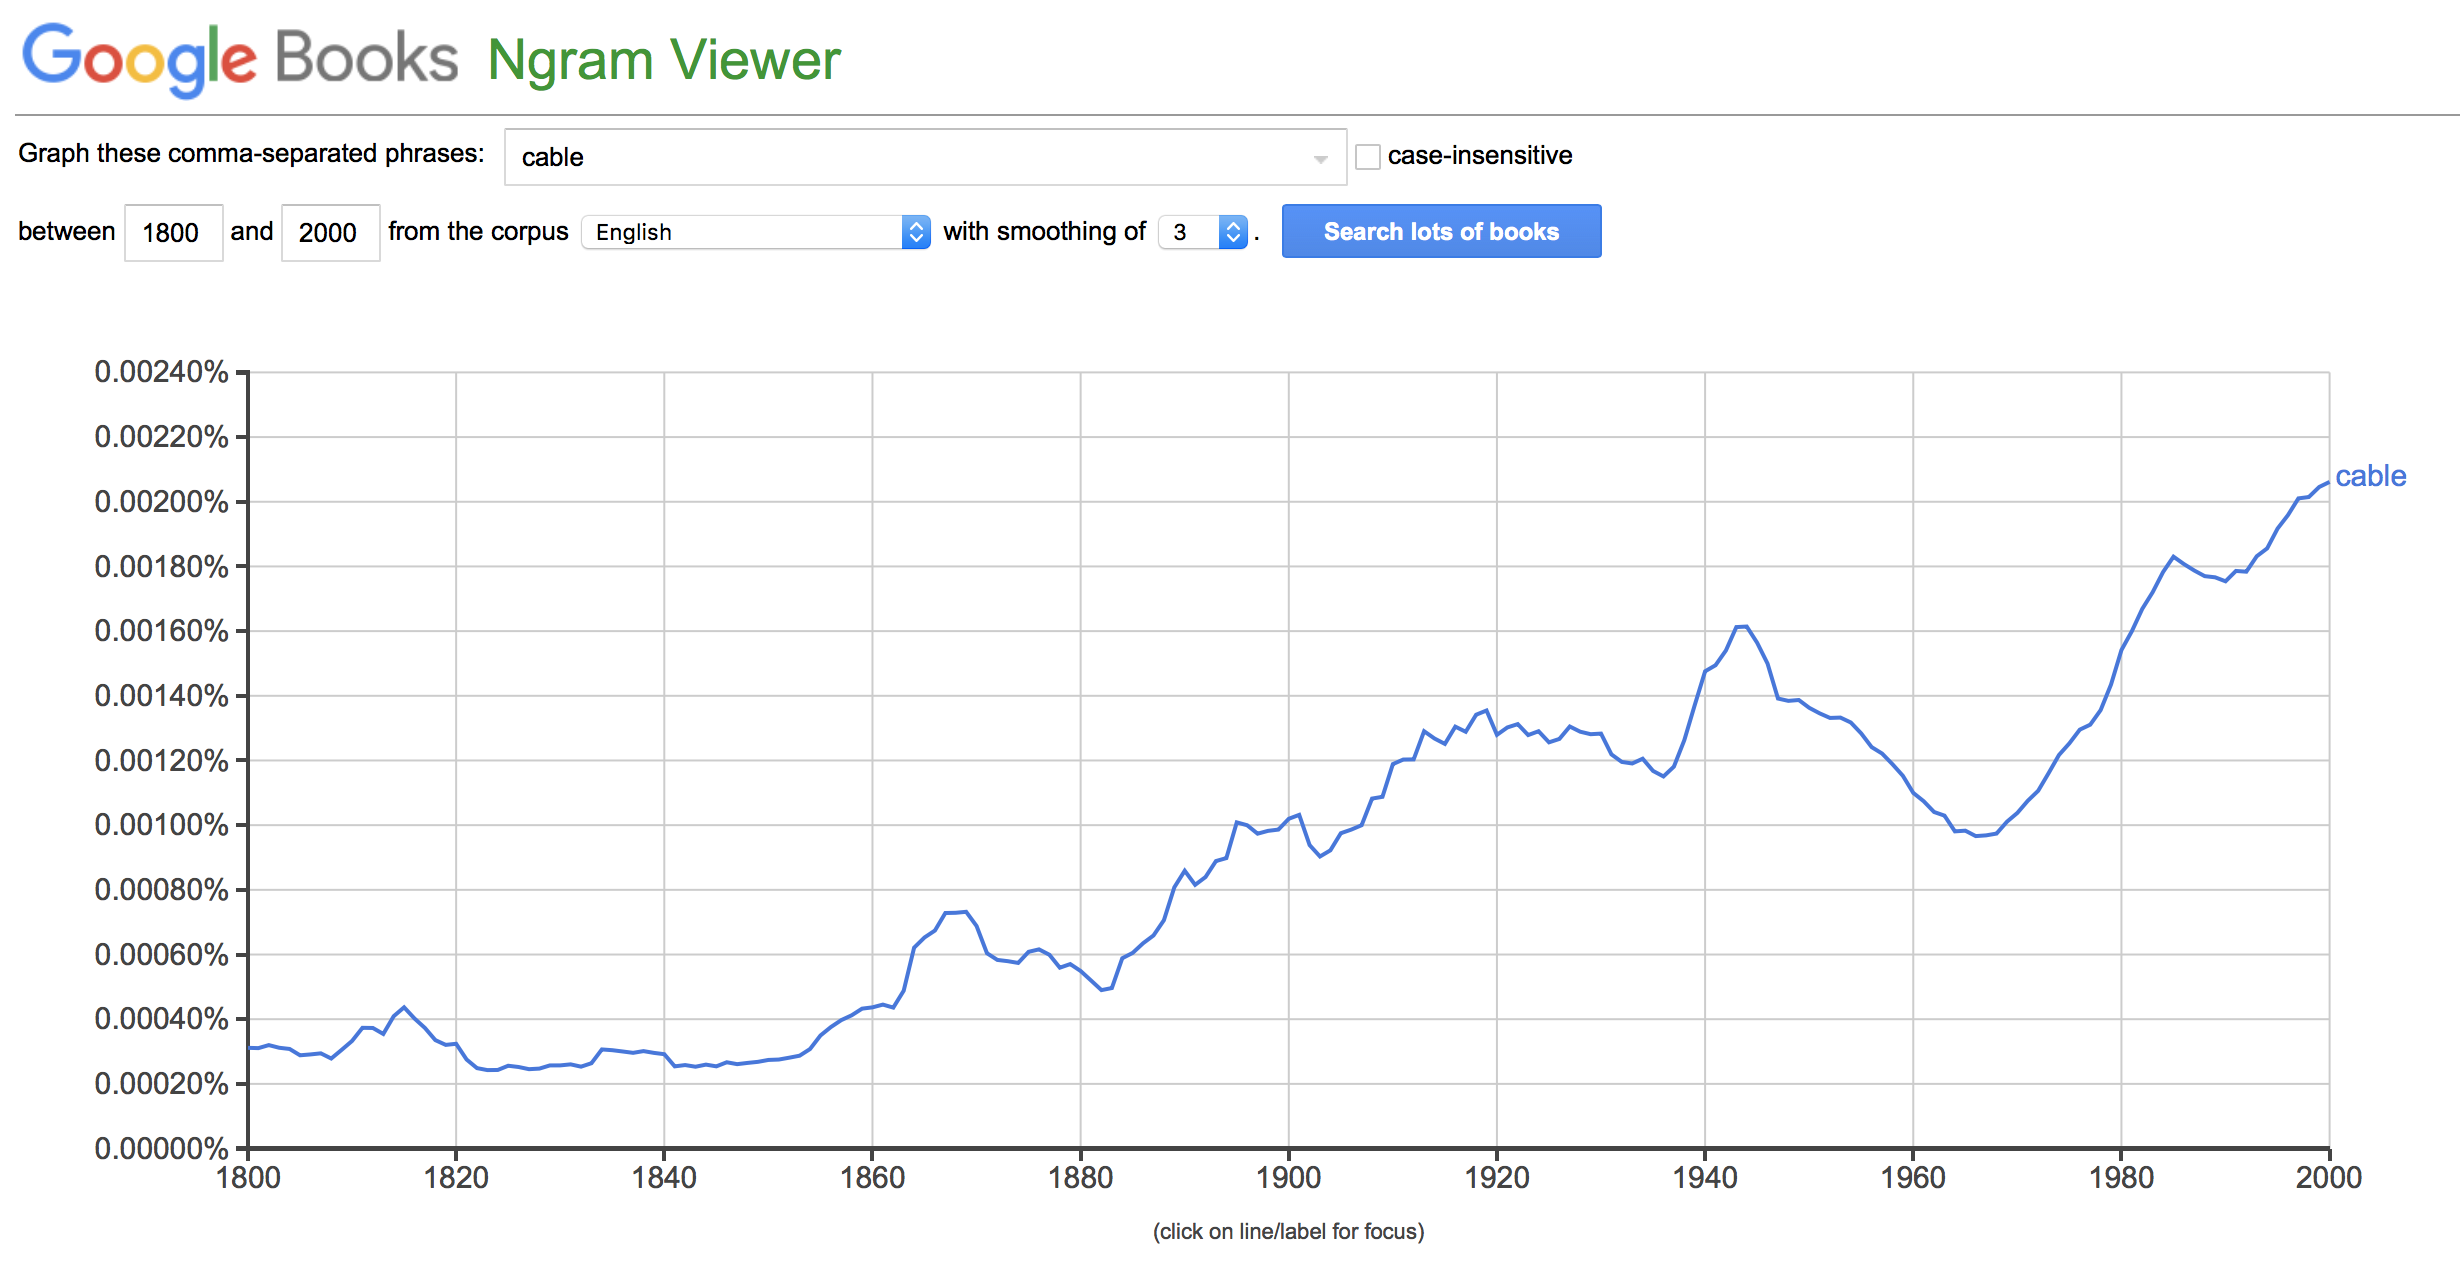 Google Books Ngram Viewer
Graph these comma-separated phrases: cable case-insensitive
between 1800 and 2000 from the corpus English with smoothing of 3 . Search lots of books
0.00240%
0.00220%
cable
0.00200%
0.00180%
0.00160%
0.00140%
0.00120%
0.00100%
0.00080%
0.00060%
0.00040%
0.00020%
0.00000%
1800 1820 1840 1860 1880 1900 1920 1940 1960 1980 2000
(click on line/label for focus)